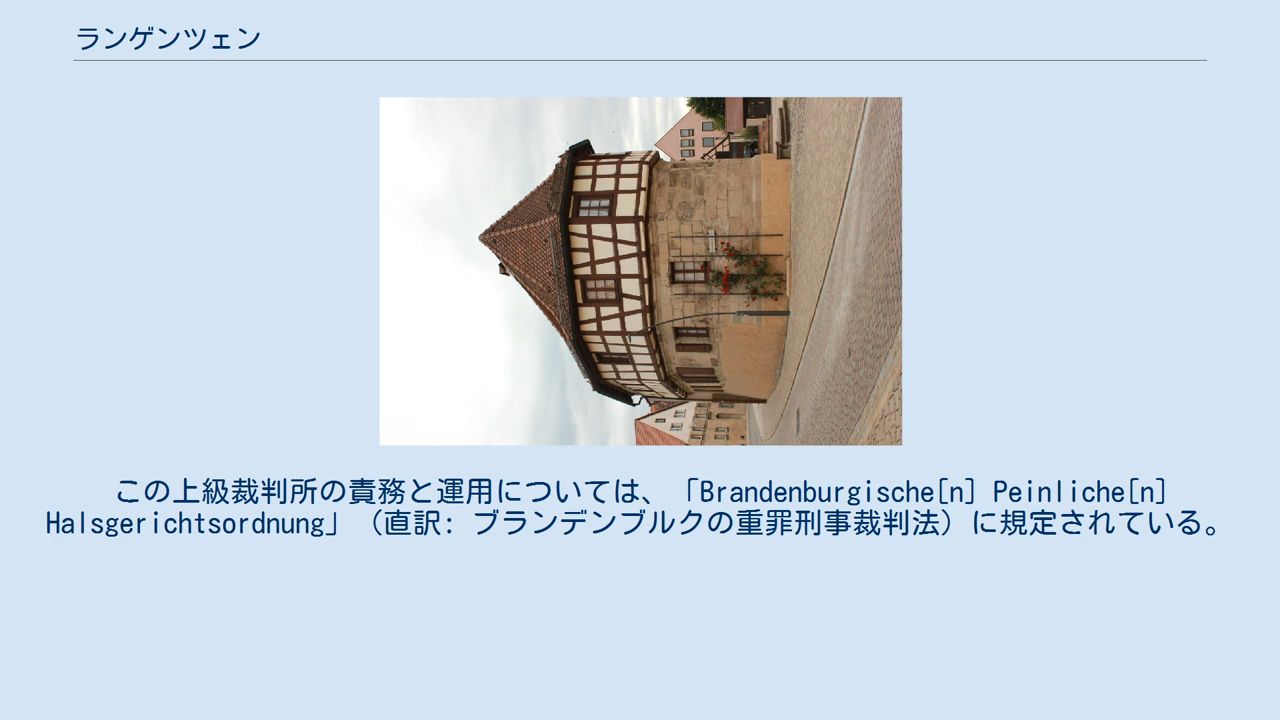 ランゲンツェン
この上級裁判所の責務と運用については、「Brandenburgische[n] Peinliche[n]
Halsgerichtsordnung」（直訳: ブランデンブルクの重罪刑事裁判法）に規定されている。